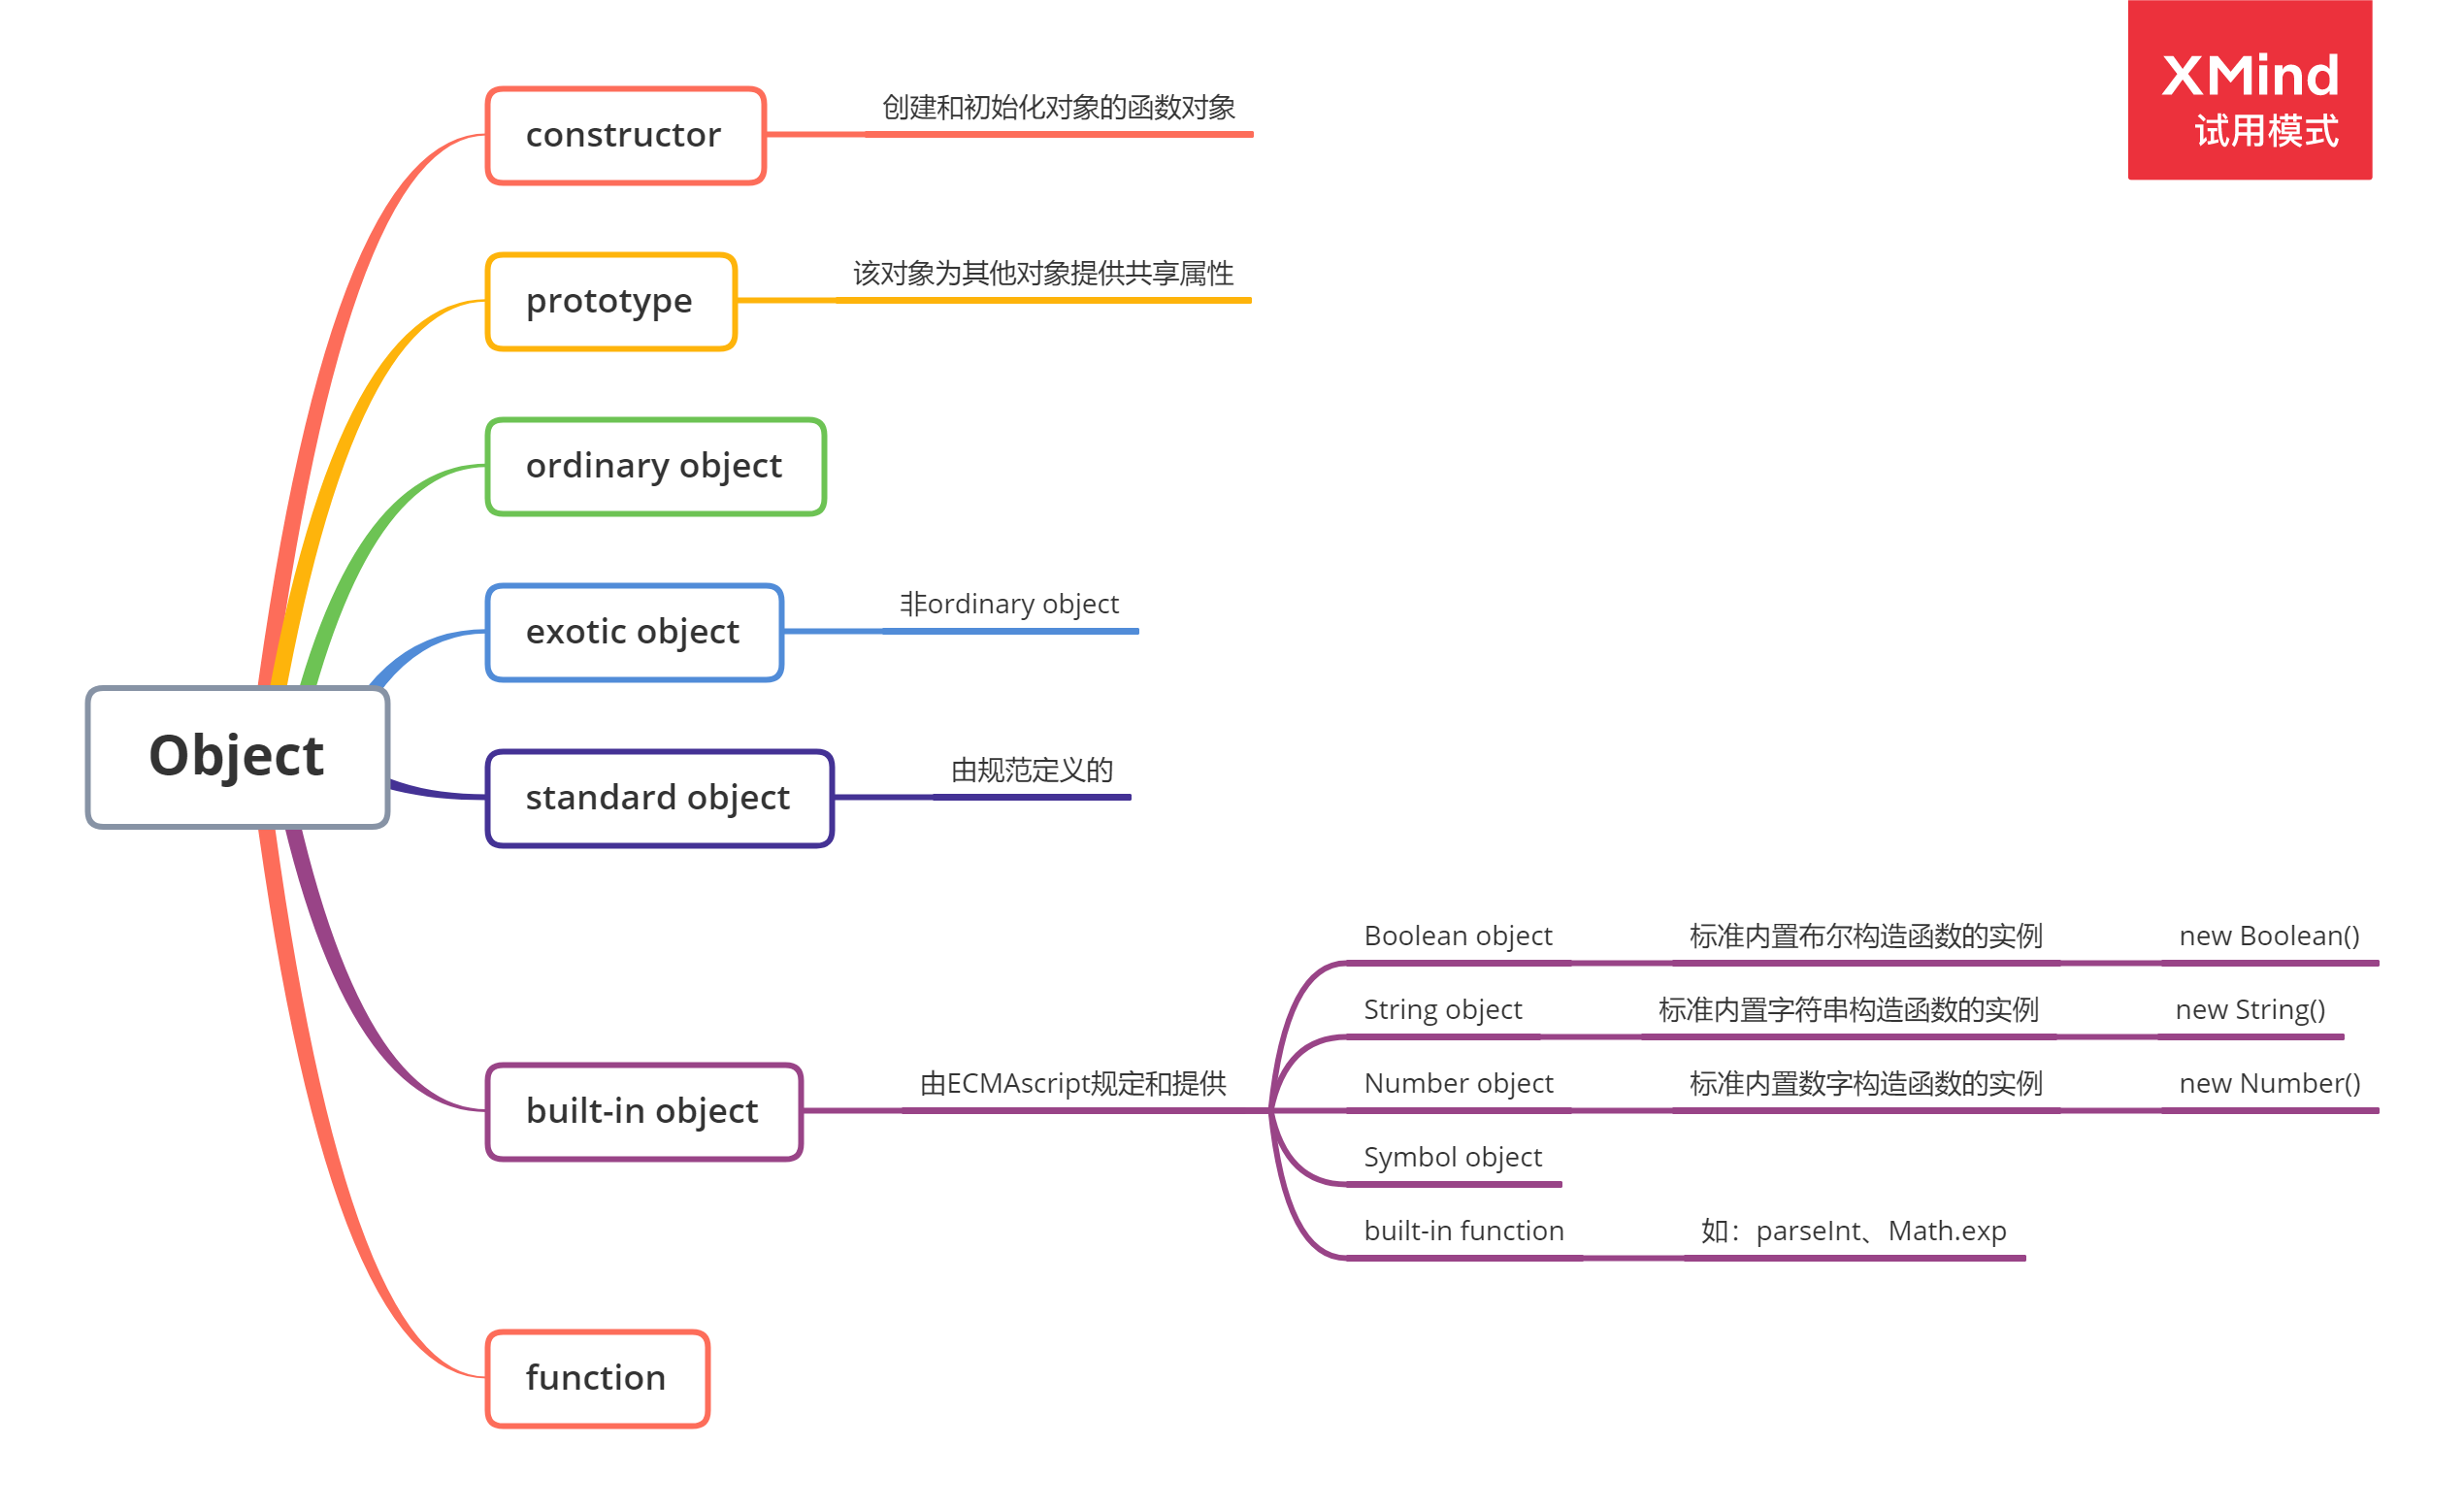 XMind
试用模式
Object
constructor
创建和初始化对象的函数对象
prototype
该对象为其他对象提供共享属性
ordinary object
exotic object
非ordinary object
standard object
由规范定义的
built-in object
由ECMAscript规定和提供
Boolean object
标准内置布尔构造函数的实例
new Boolean()
String object
标准内置字符串构造函数的实例
new String()
Number object
标准内置数字构造函数的实例
new Number()
Symbol object
built-in function
如：parseInt、Math.exp
function